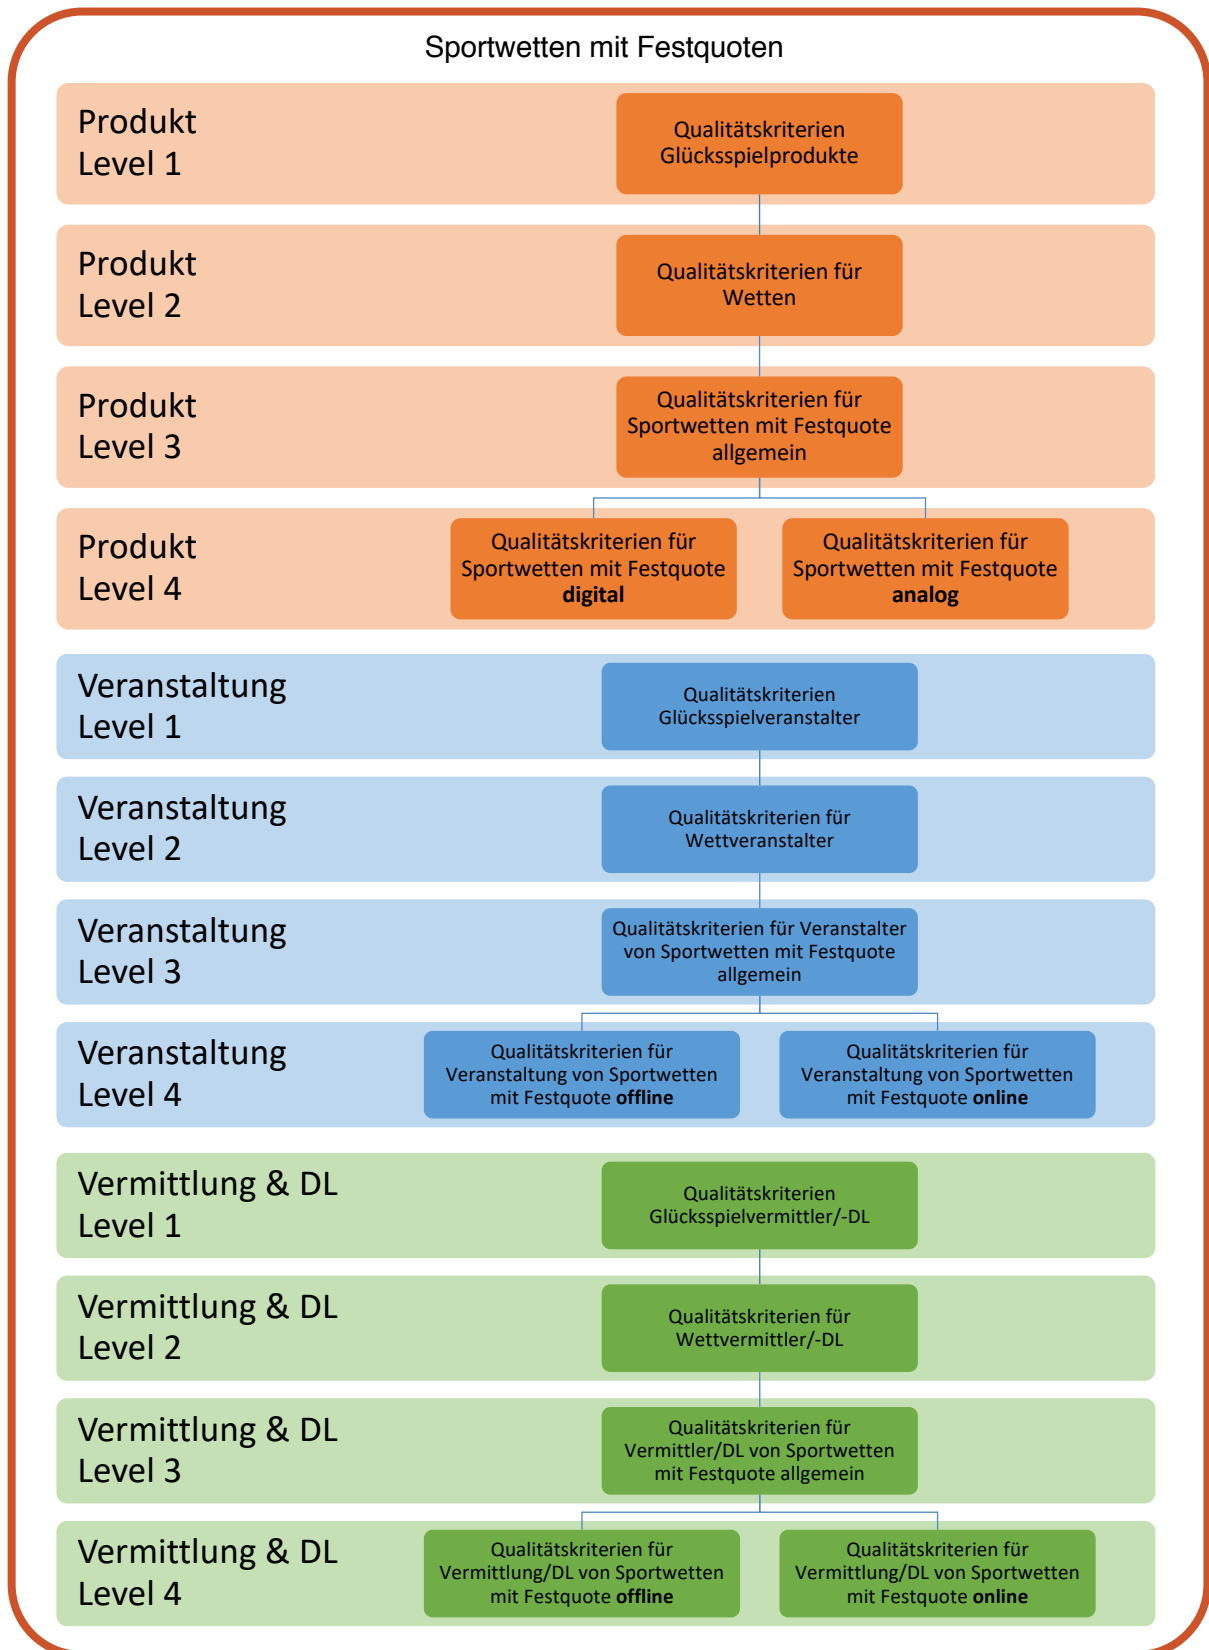 Sportwetten mit Festquoten
Produkt
Level 1
Qualitätskriterien
Glücksspielprodukte
Produkt
Level 2
Qualitätskriterien für
Wetten
Produkt
Level 3
Qualitätskriterien für
Sportwetten mit Festquote
allgemein
Produkt
Level 4
Qualitätskriterien für
Sportwetten mit Festquote
digital
Qualitätskriterien für
Sportwetten mit Festquote
analog
Veranstaltung
Level 1
Qualitätskriterien
Glücksspielveranstalter
Veranstaltung
Level 2
Qualitätskriterien für
Wettveranstalter
Veranstaltung
Level 3
Qualitätskriterien für Veranstalter
von Sportwetten mit Festquote
allgemein
Veranstaltung
Level 4
Qualitätskriterien für
Veranstaltung von Sportwetten
mit Festquote offline
Qualitätskriterien für
Veranstaltung von Sportwetten
mit Festquote online
Vermittlung & DL
Level 1
Qualitätskriterien
Glücksspielvermittler/-DL
Vermittlung & DL
Level 2
Qualitätskriterien für
Wettvermittler/-DL
Vermittlung & DL
Level 3
Qualitätskriterien für
Vermittler/DL von Sportwetten
mit Festquote allgemein
Vermittlung & DL
Level 4
Qualitätskriterien für
Vermittlung/DL von Sportwetten
mit Festquote offline
Qualitätskriterien für
Vermittlung/DL von Sportwetten
mit Festquote online